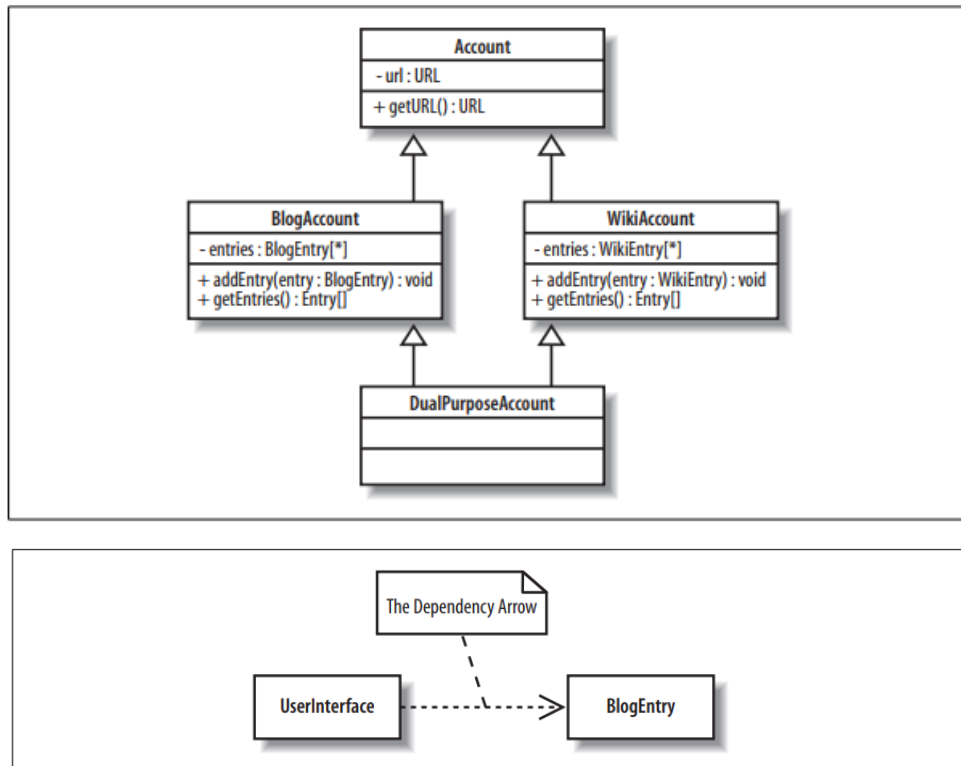 Account
- url : URL
+ getURL() : URL
BlogAccount
- entries : BlogEntry[*]
+ addEntry(entry : BlogEntry) : void
+ getEntries() : Entry[]
WikiAccount
- entries : WikiEntry[*]
+ addEntry(entry : WikiEntry) : void
+ getEntries() : Entry[]
DualPurposeAccount
The Dependency Arrow
UserInterface
BlogEntry